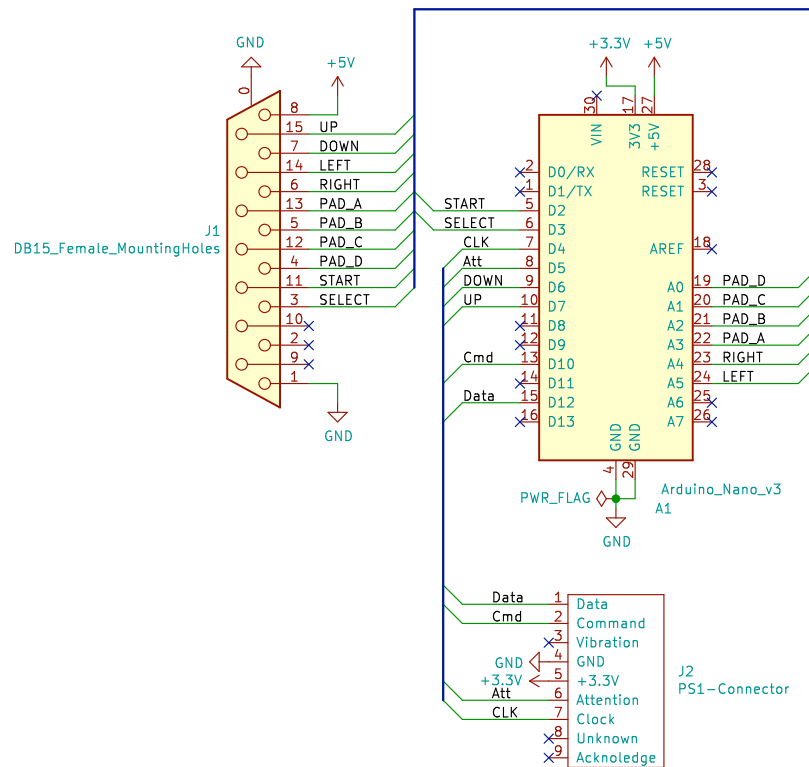 GND
+5V
0
8
15 UP
7 DOWN
14 LEFT
6 RIGHT
13 PAD_A
5 PAD_B
12 PAD_C
4 PAD_D
11 START
3 SELECT
10
2
9
1
GND
J1
DB15_Female_MountingHoles
+3.3V
+5V
30
17
27
VIN
3V3
+5V
2 D0/RX
1 D1/TX
START 5 D2
SELECT 6 D3
CLK 7 D4
Att 8 D5
DOWN 9 D6
UP 10 D7
11 D8
12 D9
Cmd 13 D10
14 D11
Data 15 D12
16 D13
RESET 28
RESET 3
AREF 18
A0 19 PAD_D
A1 20 PAD_C
A2 21 PAD_B
A3 22 PAD_A
A4 23 RIGHT
A5 24 LEFT
A6 25
A7 26
GND
GND
4
29
PWR_FLAG
GND
Arduino_Nano_v3
A1
Data 1 Data
Cmd 2 Command
3 Vibration
GND 4 GND
+3.3V 5 +3.3V
Att 6 Attention
CLK 7 Clock
8 Unknown
9 Acknoledge
J2
PS1-Connector